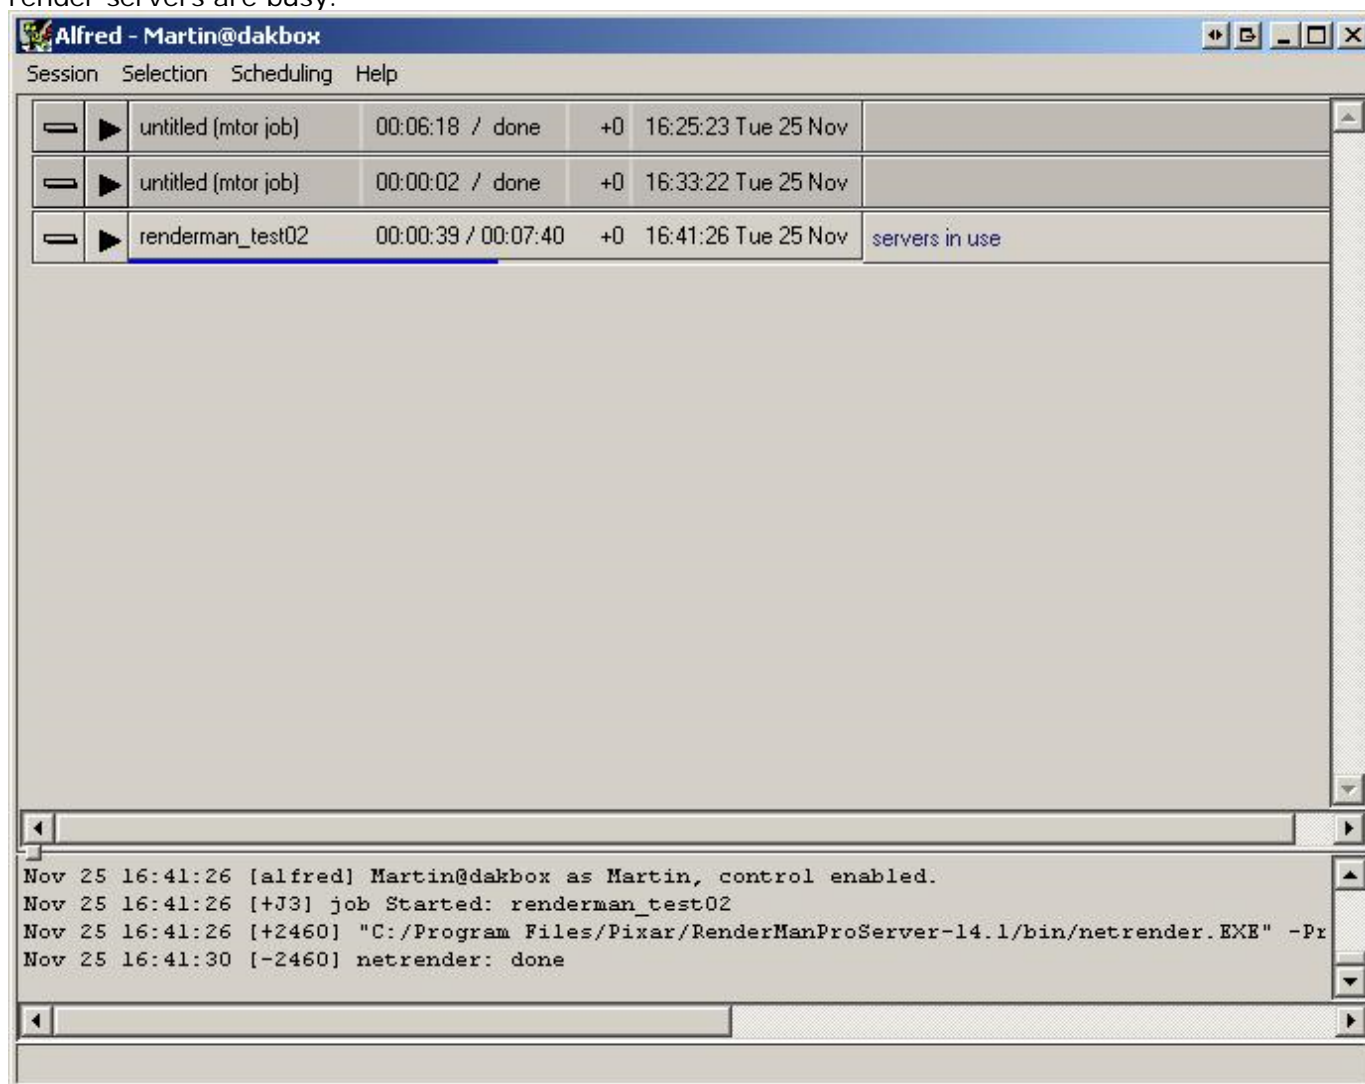 render servers are busy.
Alfred - Martin@dakbox
Session Selection Scheduling Help
untitled (mtor job) 00:06:18 / done +0 16:25:23 Tue 25 Nov
untitled (mtor job) 00:00:02 / done +0 16:33:22 Tue 25 Nov
renderman_test02 00:00:39 / 00:07:40 +0 16:41:26 Tue 25 Nov servers in use
Nov 25 16:41:26 [alfred] Martin@dakbox as Martin, control enabled.
Nov 25 16:41:26 [+J3] job Started: renderman_test02
Nov 25 16:41:26 [+2460] "C:/Program Files/Pixar/RenderManProServer-14.1/bin/netrender.EXE" -Pr
Nov 25 16:41:30 [-2460] netrender: done